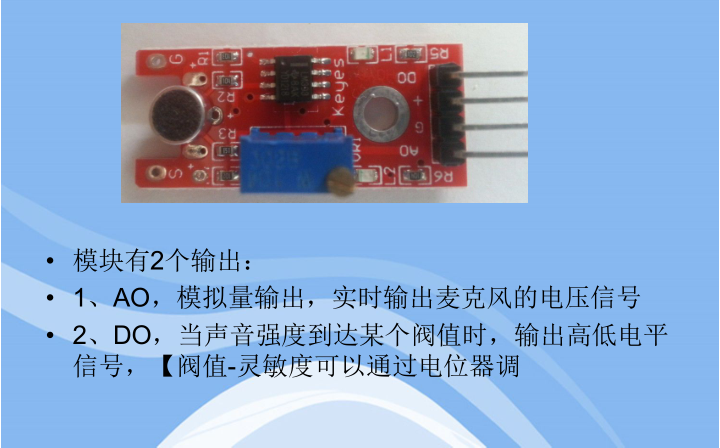 G
R1
L1
R5
DO
+
G
AO
Keyes
R2
R3
VR1
S
L2
R6
• 模块有2个输出：
• 1、AO，模拟量输出，实时输出麦克风的电压信号
• 2、DO，当声音强度到达某个阀值时，输出高低电平
信号，【阀值-灵敏度可以通过电位器调